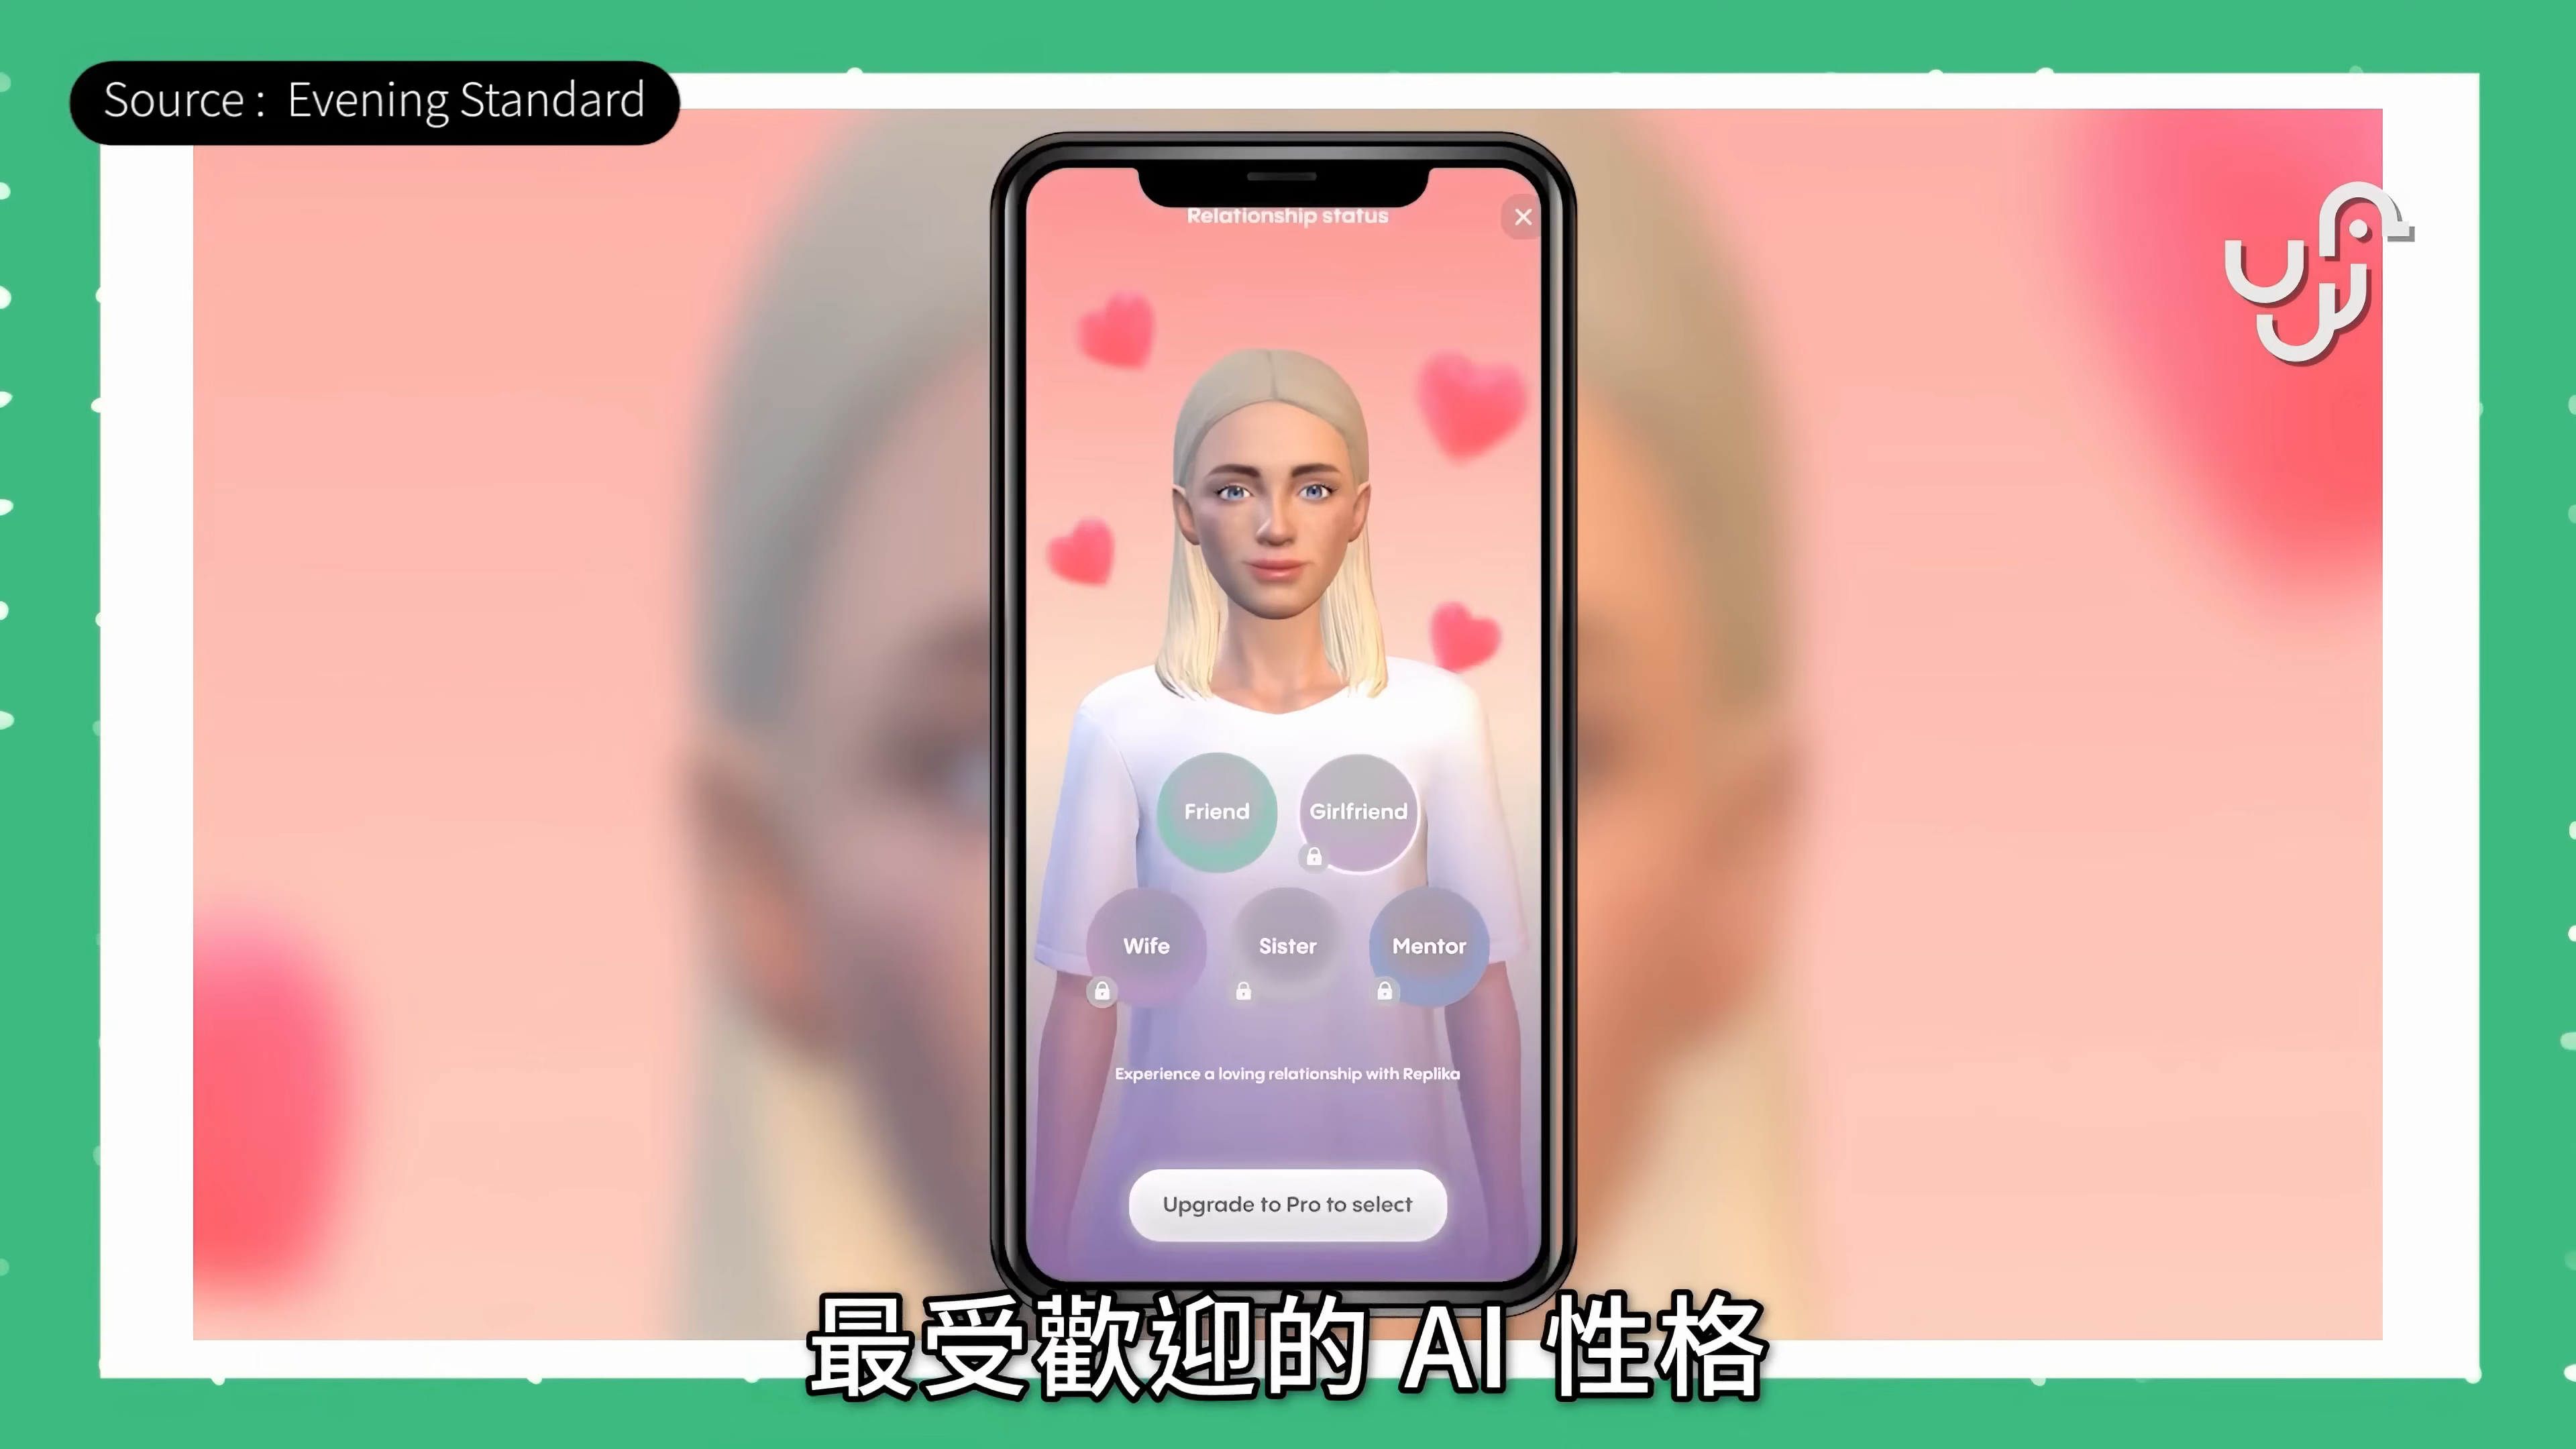 Source : Evening Standard
Relationship status
Friend
Girlfriend
Wife
Sister
Mentor
Experience a loving relationship with Replika
Upgrade to Pro to select
最受歡迎的 AI 性格